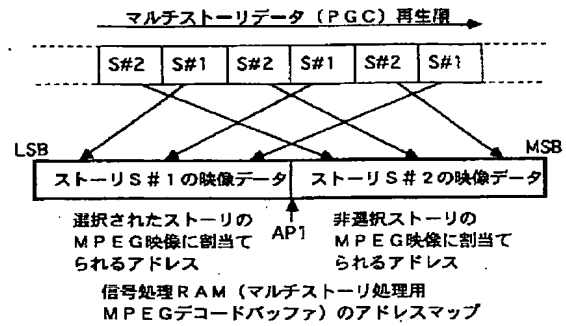 マルチストーリデータ（PGC）再生順
S#2 S#1 S#2 S#1 S#2 S#1
LSB MSB
ストーリS#1の映像データ ストーリS#2の映像データ
選択されたストーリの
MPEG映像に割当て
られるアドレス
AP1
非選択ストーリの
MPEG映像に割当て
られるアドレス
信号処理RAM（マルチストーリ処理用
MPEGデコードバッファ）のアドレスマップ